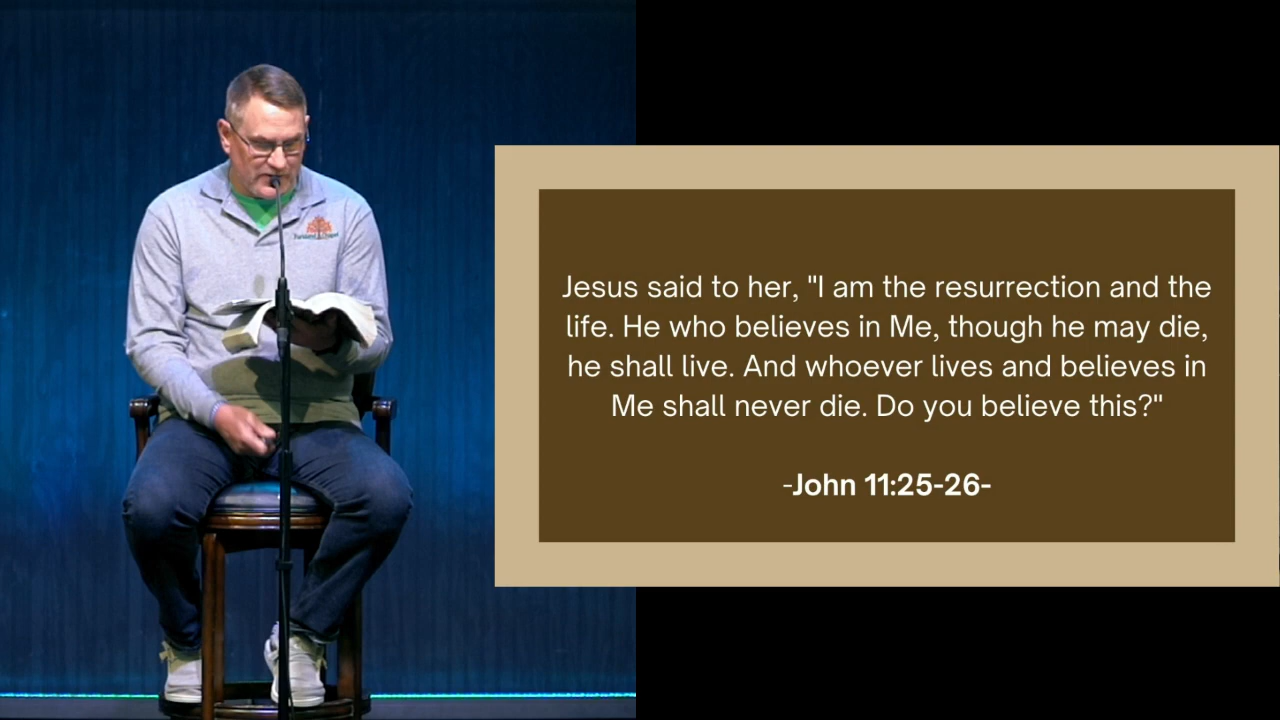 Jesus said to her, "I am the resurrection and the
life. He who believes in Me, though he may die,
he shall live. And whoever lives and believes in
Me shall never die. Do you believe this?"
-John 11:25-26-